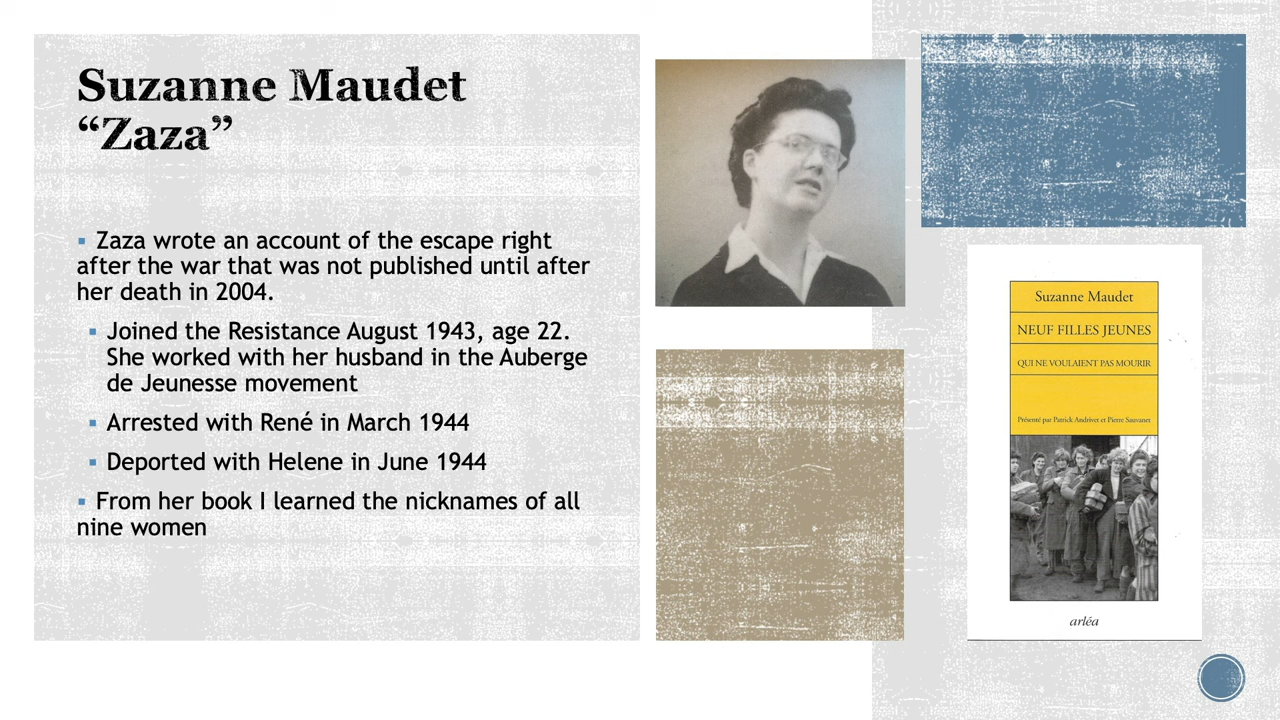 Suzanne Maudet
“Zaza”
▪ Zaza wrote an account of the escape right
after the war that was not published until after
her death in 2004.
▪ Joined the Resistance August 1943, age 22.
She worked with her husband in the Auberge
de Jeunesse movement
▪ Arrested with René in March 1944
▪ Deported with Helene in June 1944
▪ From her book I learned the nicknames of all
nine women
Suzanne Maudet
NEUF FILLES JEUNES
QUI NE VOULAIENT PAS MOURIR
Présenté par Patrick Andrivet et Pierre Sauvanet
arléa